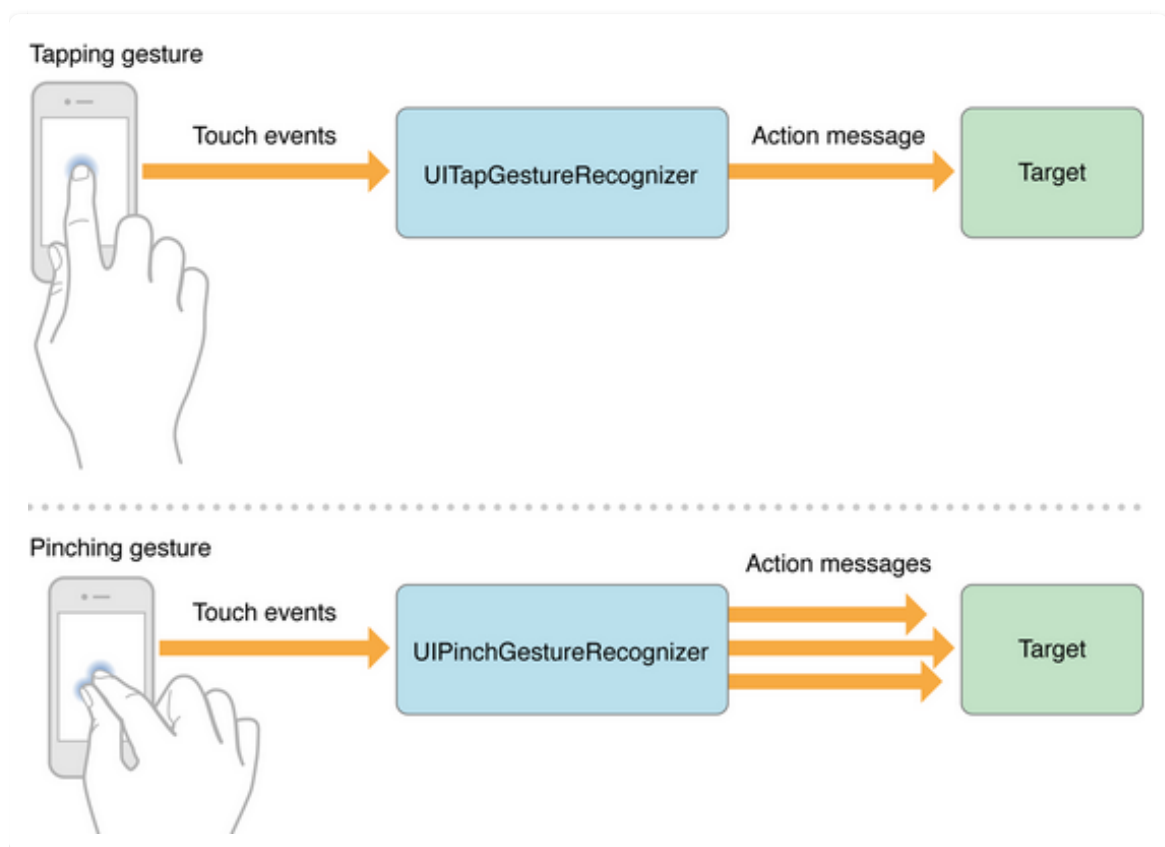 Tapping gesture
Touch events
UITapGestureRecognizer
Action message
Target
Pinching gesture
Touch events
UIPinchGestureRecognizer
Action messages
Target